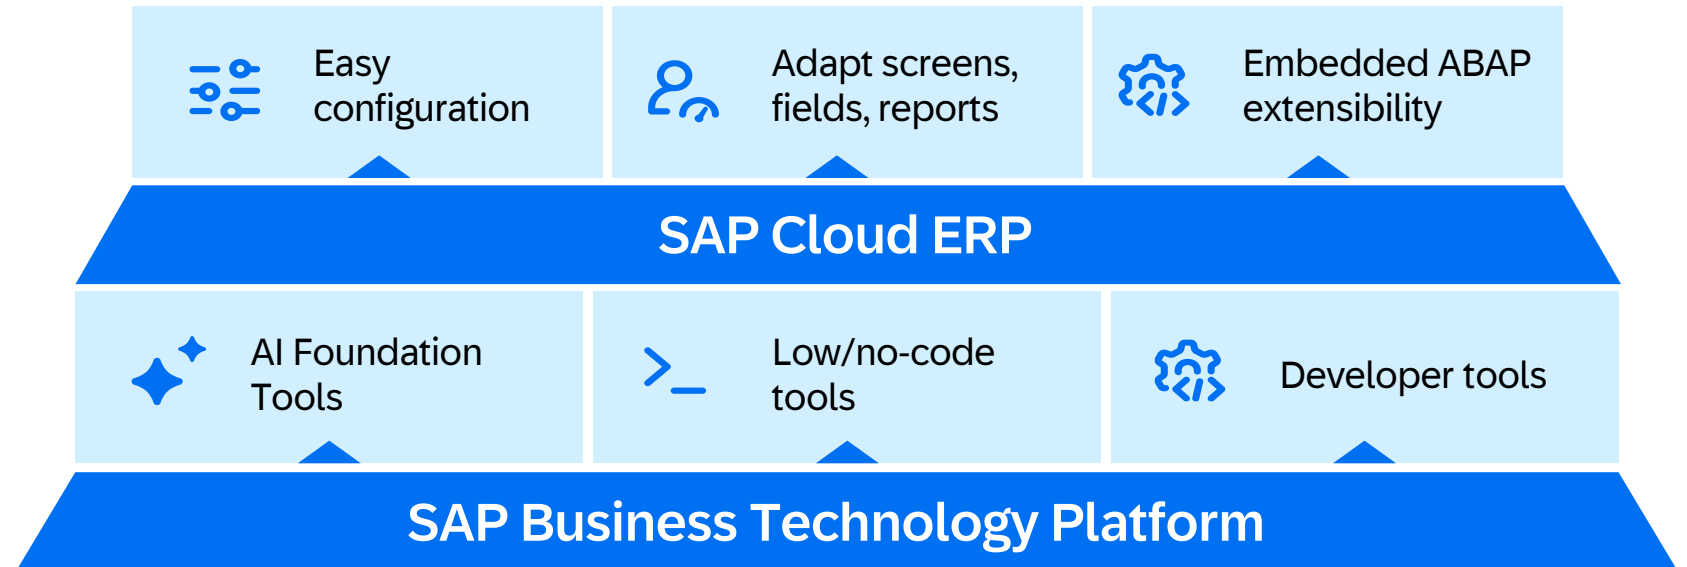 Easy
configuration
Adapt screens,
fields, reports
Embedded ABAP
extensibility
SAP Cloud ERP
AI Foundation
Tools
Low/no-code
tools
Developer tools
SAP Business Technology Platform